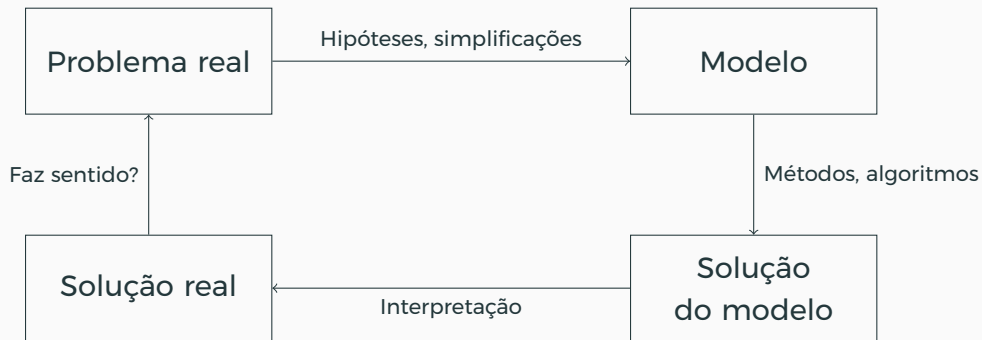 Problema real
Hipóteses, simplificações
Modelo
Faz sentido?
Métodos, algoritmos
Solução real
Interpretação
Solução
do modelo